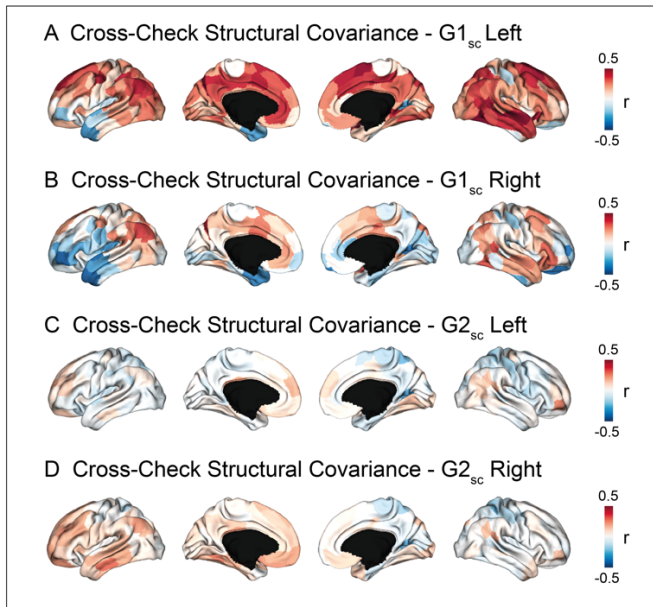 A Cross-Check Structural Covariance - G1sc Left
0.5
r
-0.5
B Cross-Check Structural Covariance - G1sc Right
0.5
r
-0.5
C Cross-Check Structural Covariance - G2sc Left
0.5
r
-0.5
D Cross-Check Structural Covariance - G2sc Right
0.5
r
-0.5